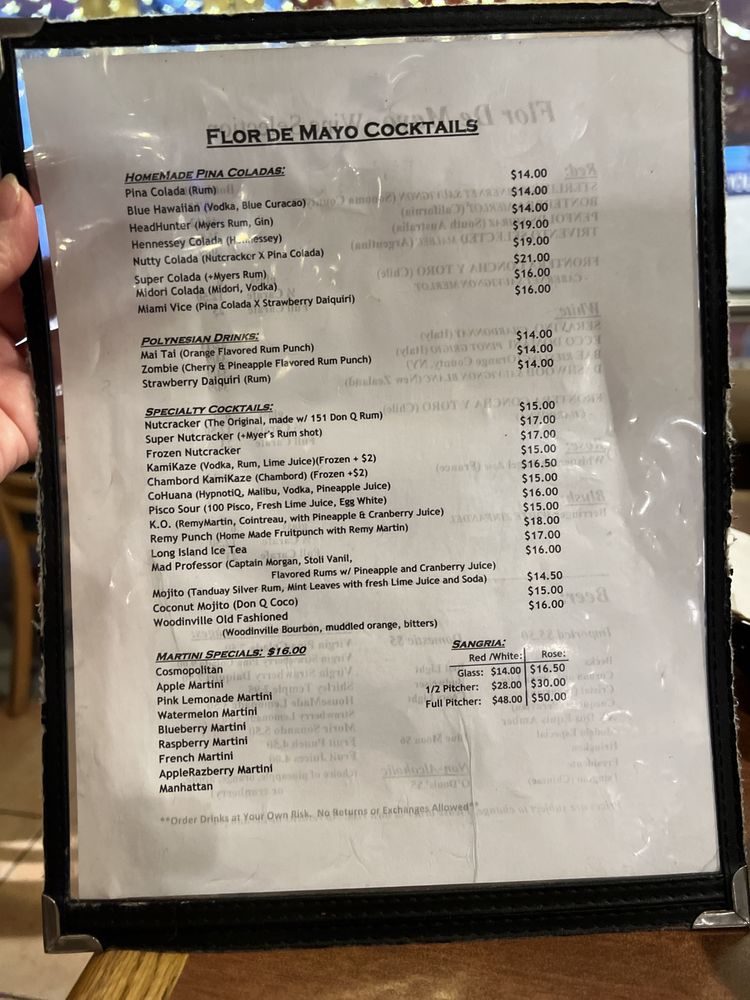 FLOR DE MAYO COCKTAILS
HOMEMADE PINA COLADAS:
Pina Colada (Rum) $14.00
Blue Hawaiian (Vodka, Blue Curacao) $14.00
HeadHunter (Myers Rum, Gin) $14.00
Hennessey Colada (Hennessey) $19.00
Nutty Colada (Nutcracker X Pina Colada) $19.00
Super Colada (+Myers Rum) $21.00
Midori Colada (Midori, Vodka) $16.00
Miami Vice (Pina Colada X Strawberry Daiquiri) $16.00
POLYNESIAN DRINKS:
Mai Tai (Orange Flavored Rum Punch) $14.00
Zombie (Cherry & Pineapple Flavored Rum Punch) $14.00
Strawberry Daiquiri (Rum) $14.00
SPECIALTY COCKTAILS:
Nutcracker (The Original, made w/ 151 Don Q Rum) $15.00
Super Nutcracker (+Myer's Rum shot) $17.00
Frozen Nutcracker $17.00
KamiKaze (Vodka, Rum, Lime Juice)(Frozen + $2) $15.00
Chambord KamiKaze (Chambord) (Frozen +$2) $16.50
CoHuana (HypnotiQ, Malibu, Vodka, Pineapple Juice) $15.00
Pisco Sour (100 Pisco, Fresh Lime Juice, Egg White) $16.00
K.O. (RemyMartin, Cointreau, with Pineapple & Cranberry Juice) $15.00
Remy Punch (Home Made Fruitpunch with Remy Martin) $18.00
Long Island Ice Tea $17.00
Mad Professor (Captain Morgan, Stoli Vanil, $16.00
Flavored Rums w/ Pineapple and Cranberry Juice)
Mojito (Tanduay Silver Rum, Mint Leaves with fresh Lime Juice and Soda) $14.50
Coconut Mojito (Don Q Coco) $15.00
Woodinville Old Fashioned $16.00
(Woodinville Bourbon, muddled orange, bitters)
MARTINI SPECIALS: $16.00
Cosmopolitan
Apple Martini
Pink Lemonade Martini
Watermelon Martini
Blueberry Martini
Raspberry Martini
French Martini
AppleRazberry Martini
Manhattan
SANGRIA:
Red /White: Rose:
Glass: $14.00 $16.50
1/2 Pitcher: $28.00 $30.00
Full Pitcher: $48.00 $50.00
**Order Drinks at Your Own Risk. No Returns or Exchanges Allowed**